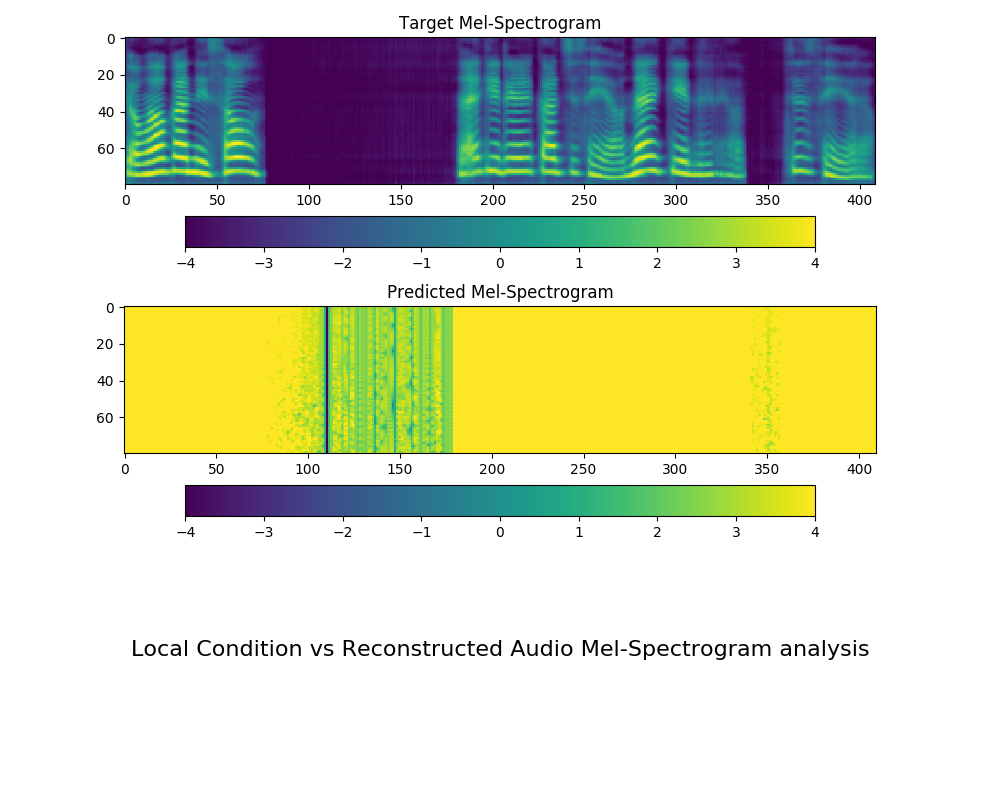 Target Mel-Spectrogram
0
20
40
60
0 50 100 150 200 250 300 350 400
−4 −3 −2 −1 0 1 2 3 4
Predicted Mel-Spectrogram
0
20
40
60
0 50 100 150 200 250 300 350 400
−4 −3 −2 −1 0 1 2 3 4
Local Condition vs Reconstructed Audio Mel-Spectrogram analysis